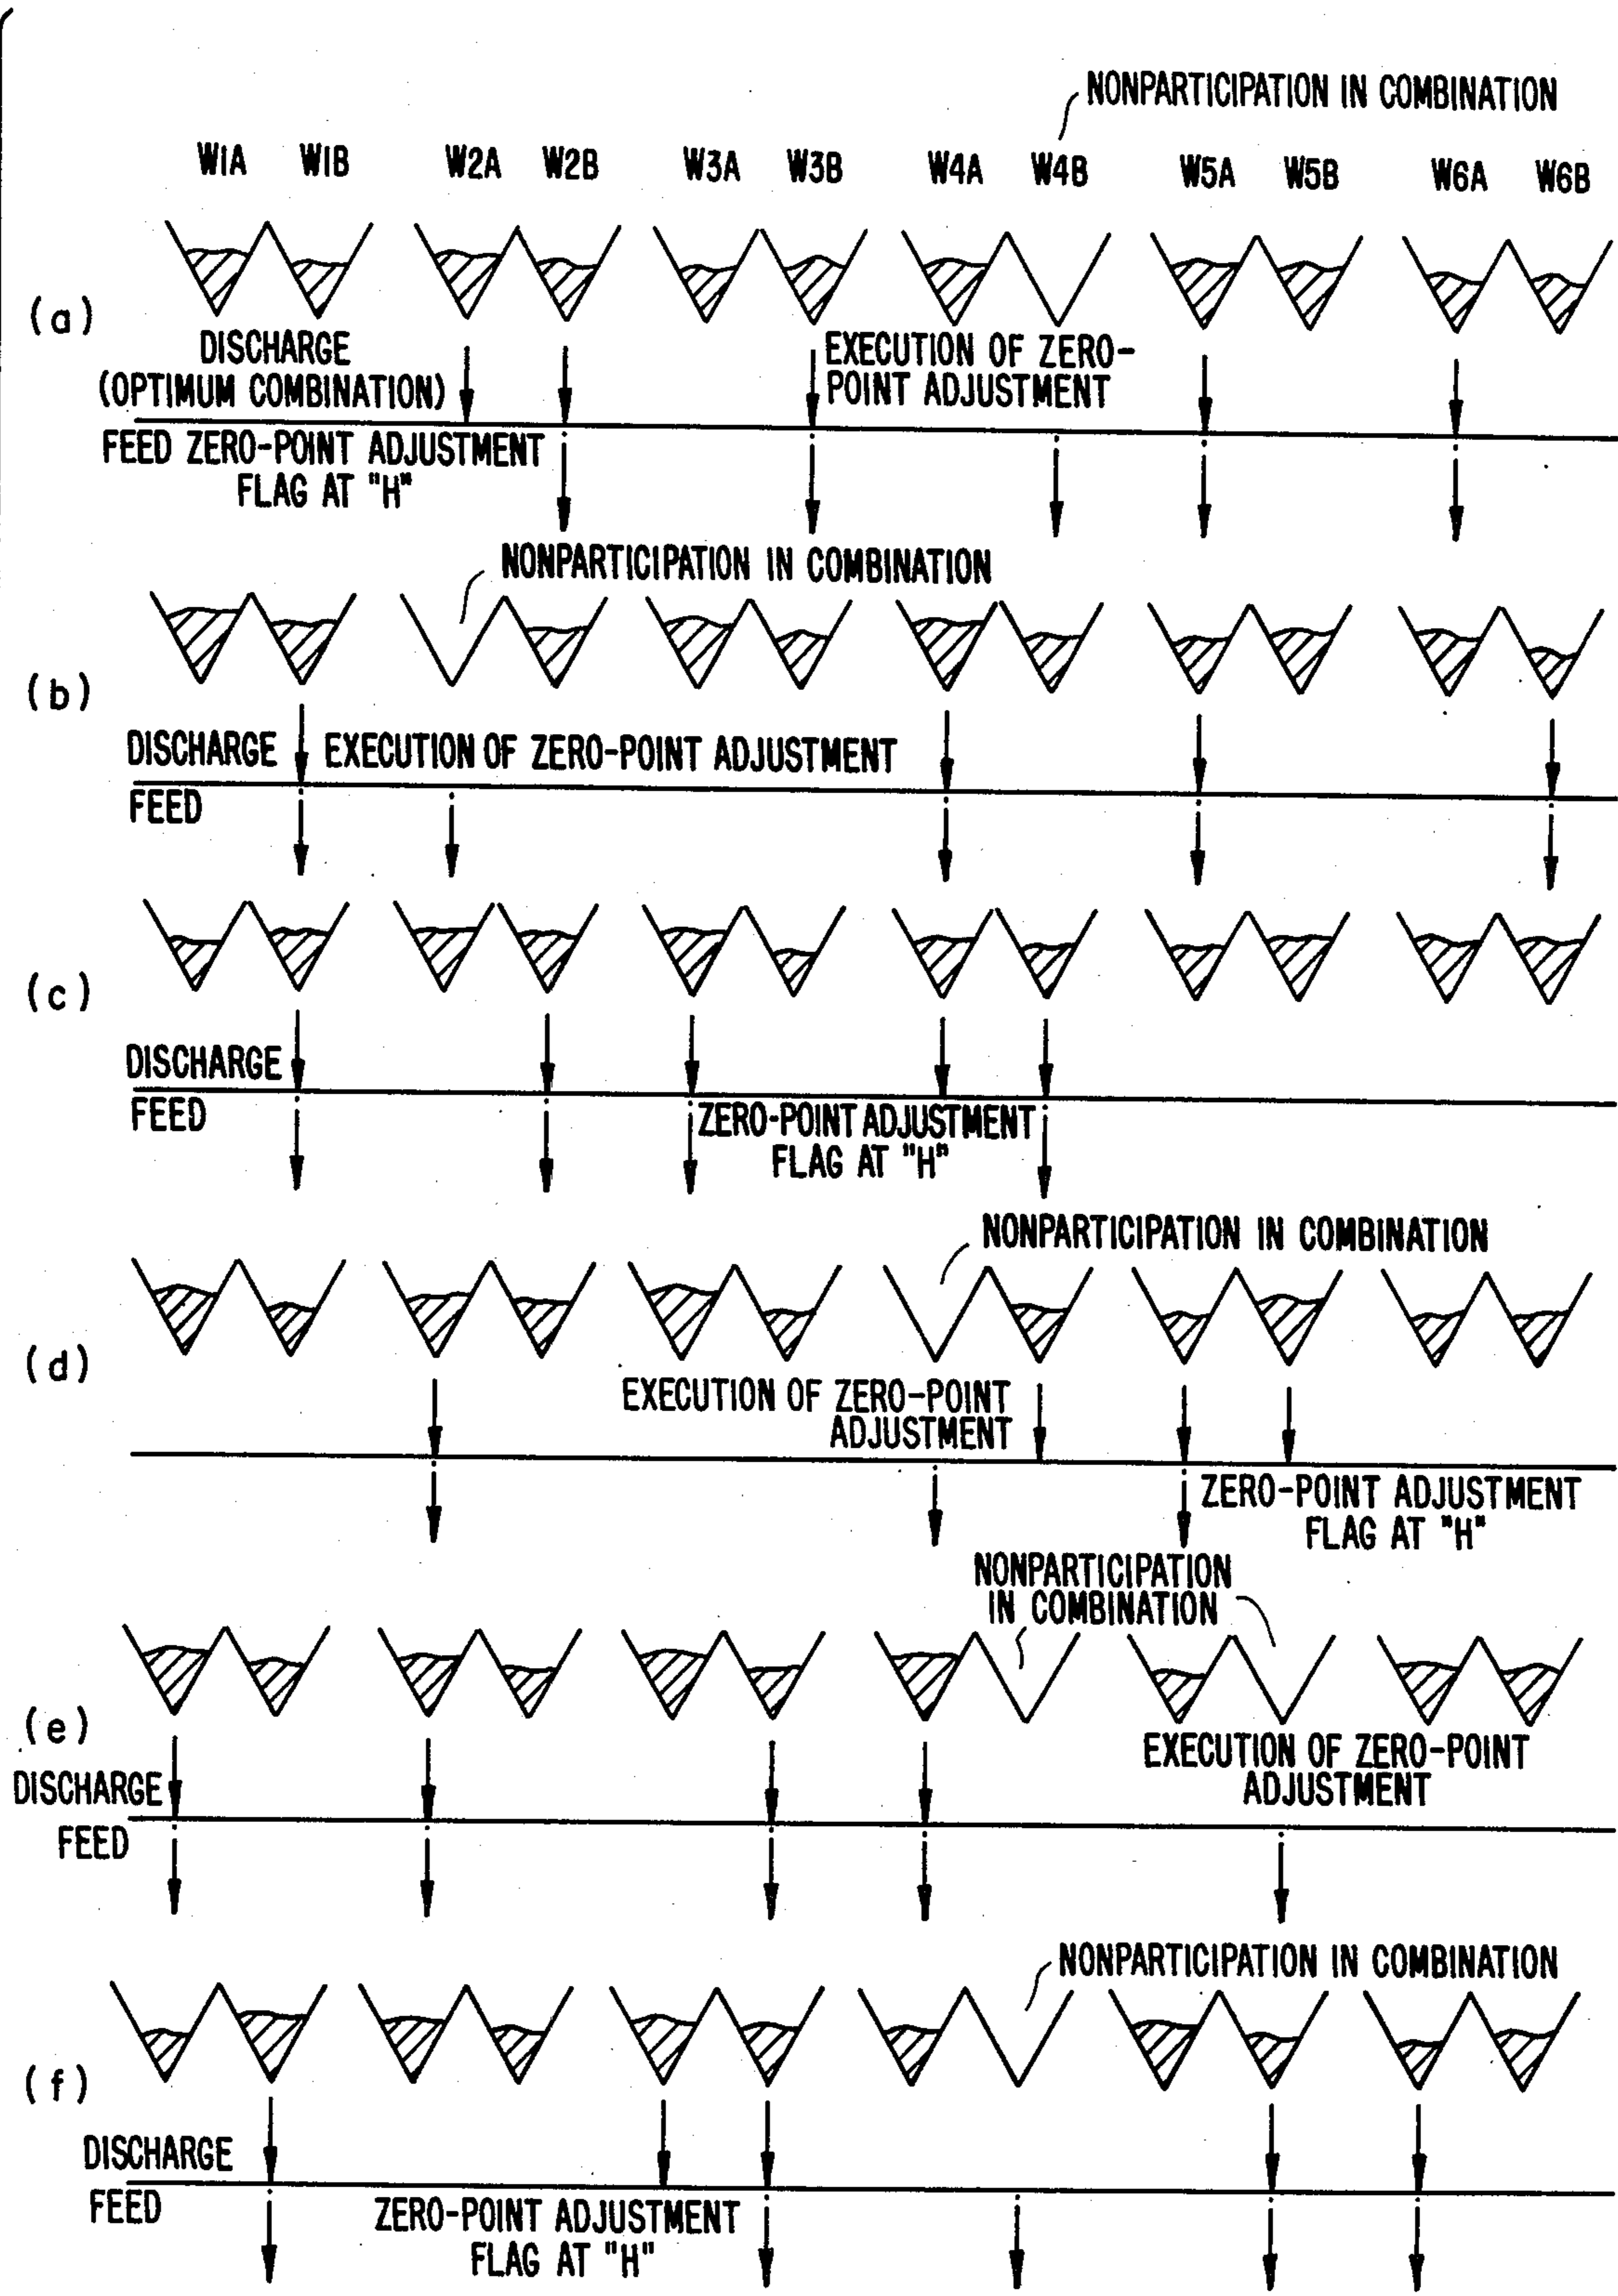 NONPARTICIPATION IN COMBINATION
W1A W1B W2A W2B W3A W3B W4A W4B W5A W5B W6A W6B
(a)
DISCHARGE
(OPTIMUM COMBINATION)
EXECUTION OF ZERO-
POINT ADJUSTMENT
FEED ZERO-POINT ADJUSTMENT
FLAG AT "H"
NONPARTICIPATION IN COMBINATION
(b)
DISCHARGE EXECUTION OF ZERO-POINT ADJUSTMENT
FEED
(c)
DISCHARGE
FEED
ZERO-POINT ADJUSTMENT
FLAG AT "H"
NONPARTICIPATION IN COMBINATION
(d)
EXECUTION OF ZERO-POINT
ADJUSTMENT
ZERO-POINT ADJUSTMENT
FLAG AT "H"
NONPARTICIPATION
IN COMBINATION
(e)
EXECUTION OF ZERO-POINT
ADJUSTMENT
DISCHARGE
FEED
NONPARTICIPATION IN COMBINATION
(f)
DISCHARGE
FEED
ZERO-POINT ADJUSTMENT
FLAG AT "H"